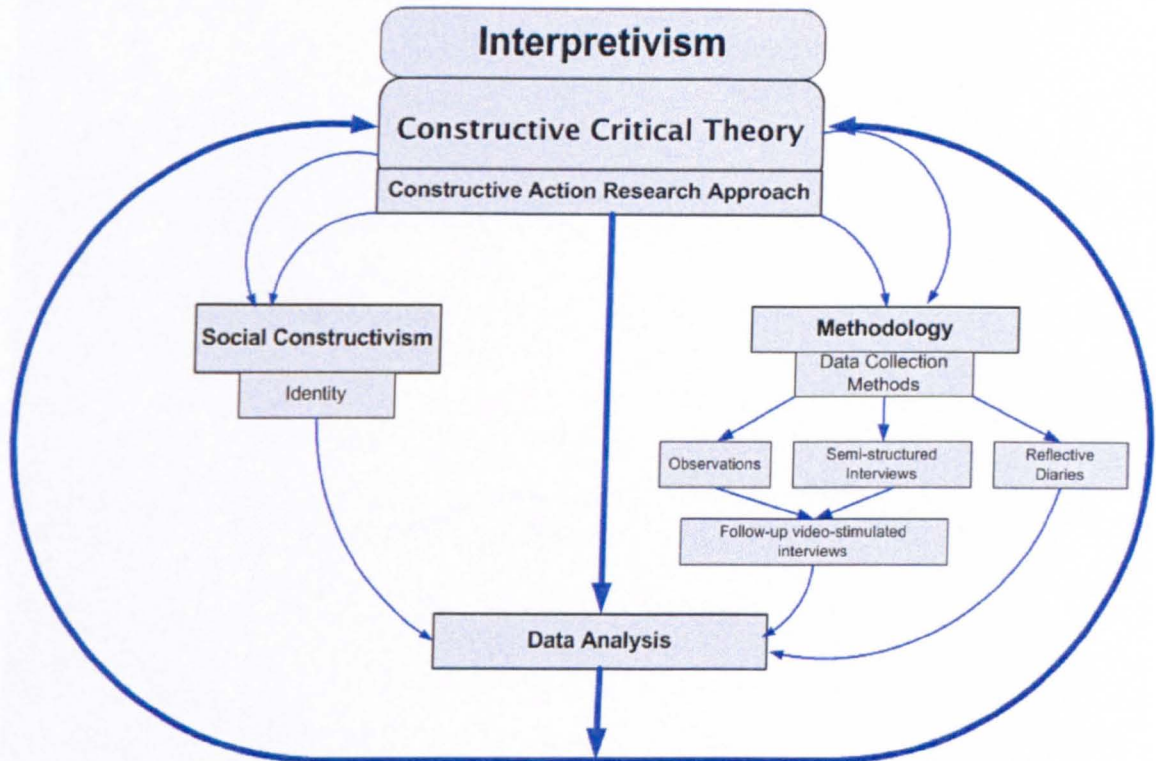 Interpretivism
Constructive Critical Theory
Constructive Action Research Approach
Social Constructivism
Identity
Methodology
Data Collection
Methods
Observations
Semi-structured
Interviews
Reflective
Diaries
Follow-up video-stimulated
interviews
Data Analysis